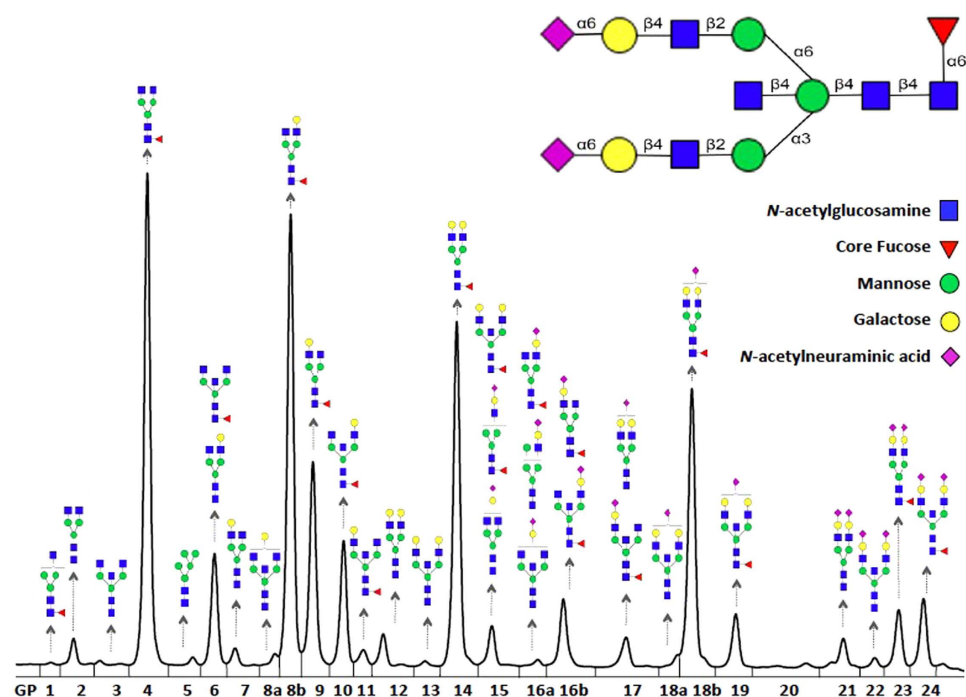 α6 β4 β2
α6
α6
β4 β4 β4
α3
α6 β4 β2
N-acetylglucosamine
Core Fucose
Mannose
Galactose
N-acetylneuraminic acid
GP 1 2 3 4 5 6 7 8a 8b 9 10 11 12 13 14 15 16a 16b 17 18a 18b 19 20 21 22 23 24